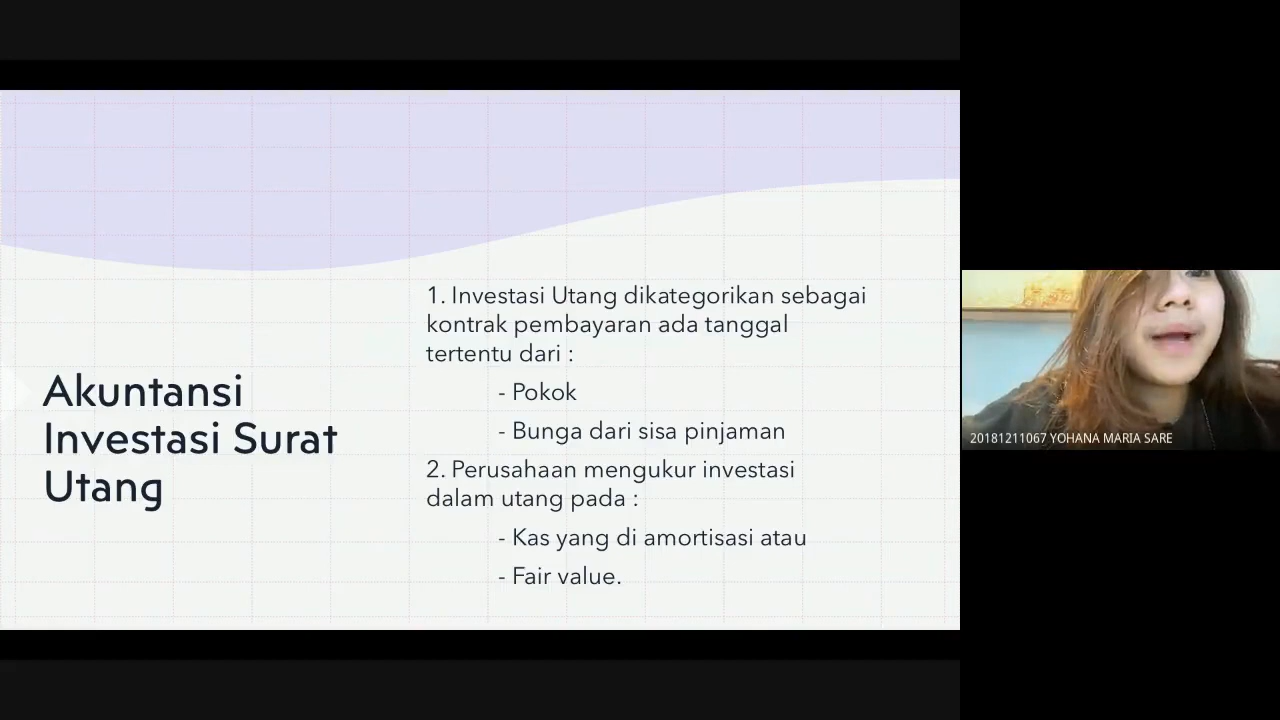 Akuntansi
Investasi Surat
Utang
1. Investasi Utang dikategorikan sebagai
kontrak pembayaran ada tanggal
tertentu dari :
- Pokok
- Bunga dari sisa pinjaman
2. Perusahaan mengukur investasi
dalam utang pada :
- Kas yang di amortisasi atau
- Fair value.
20181211067 YOHANA MARIA SARE